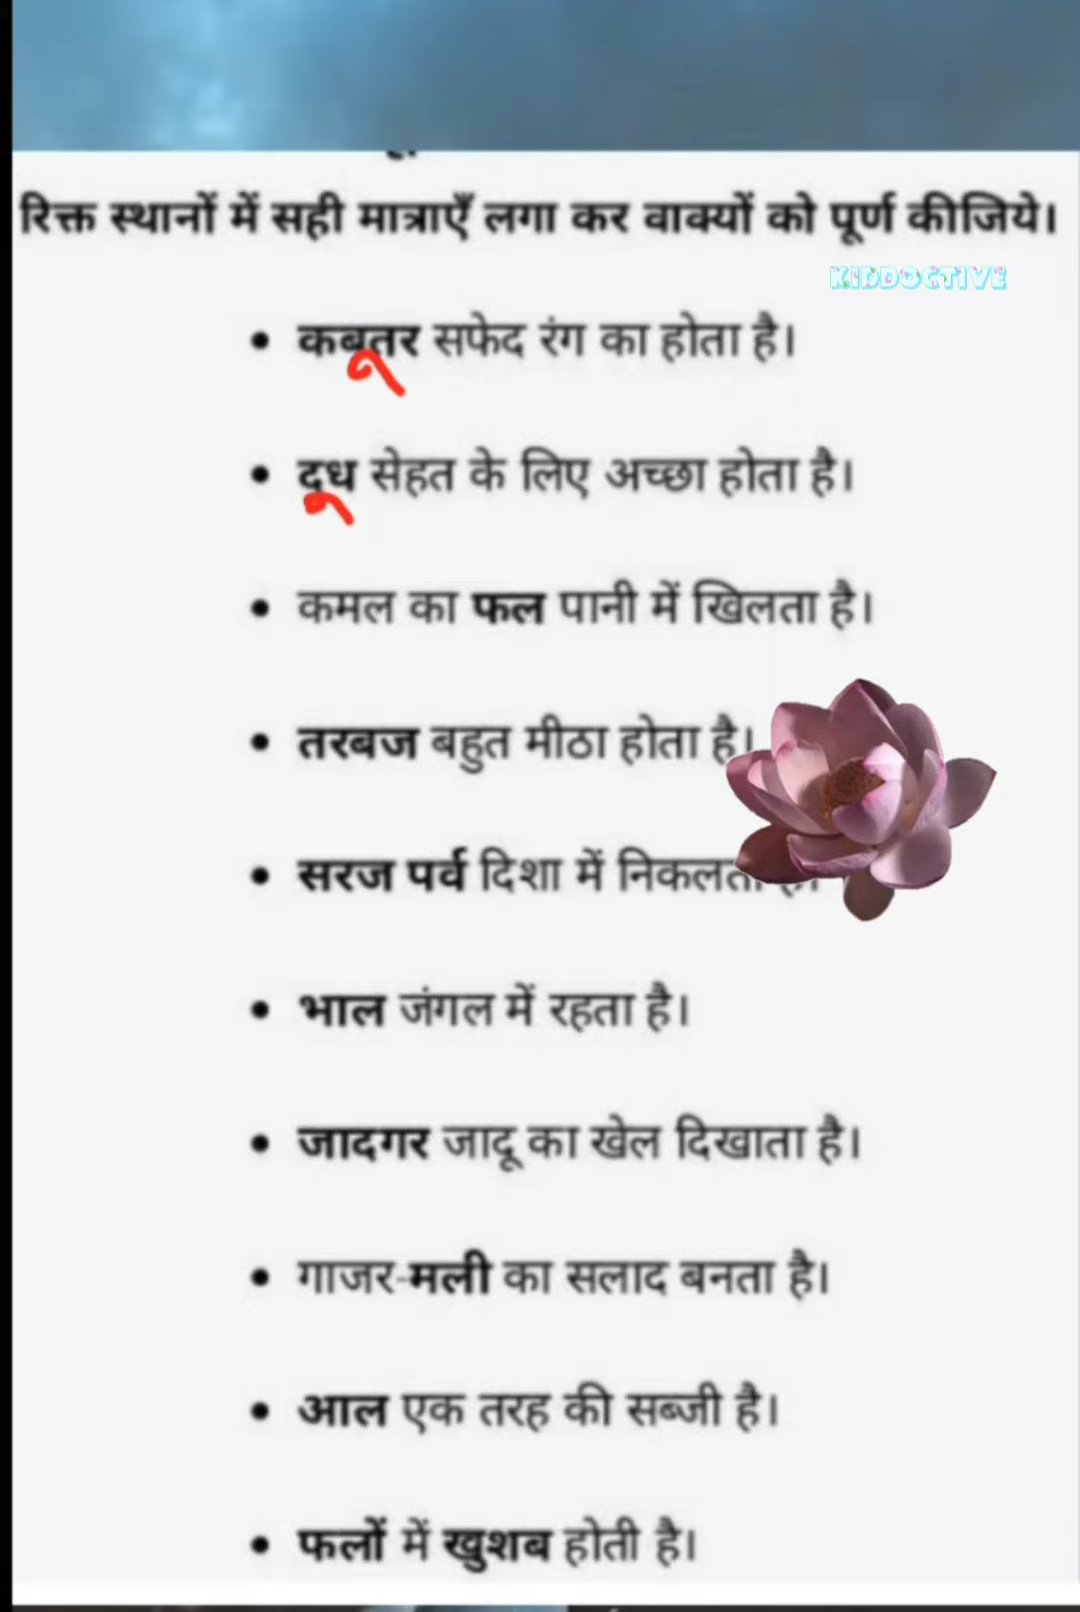 रिक्त स्थानों में सही मात्राएँ लगा कर वाक्यों को पूर्ण कीजिये।
KIDDOCTIVE
• कबूतर सफेद रंग का होता है।
• दूध सेहत के लिए अच्छा होता है।
• कमल का फल पानी में खिलता है।
• तरबज बहुत मीठा होता है।
• सरज पर्व दिशा में
• भाल जंगल में रहता है।
• जादगर जादू का खेल दिखाता है।
• गाजर-मली का सलाद बनता है।
• आल एक तरह की सब्जी है।
• फलों में खुशब होती है।